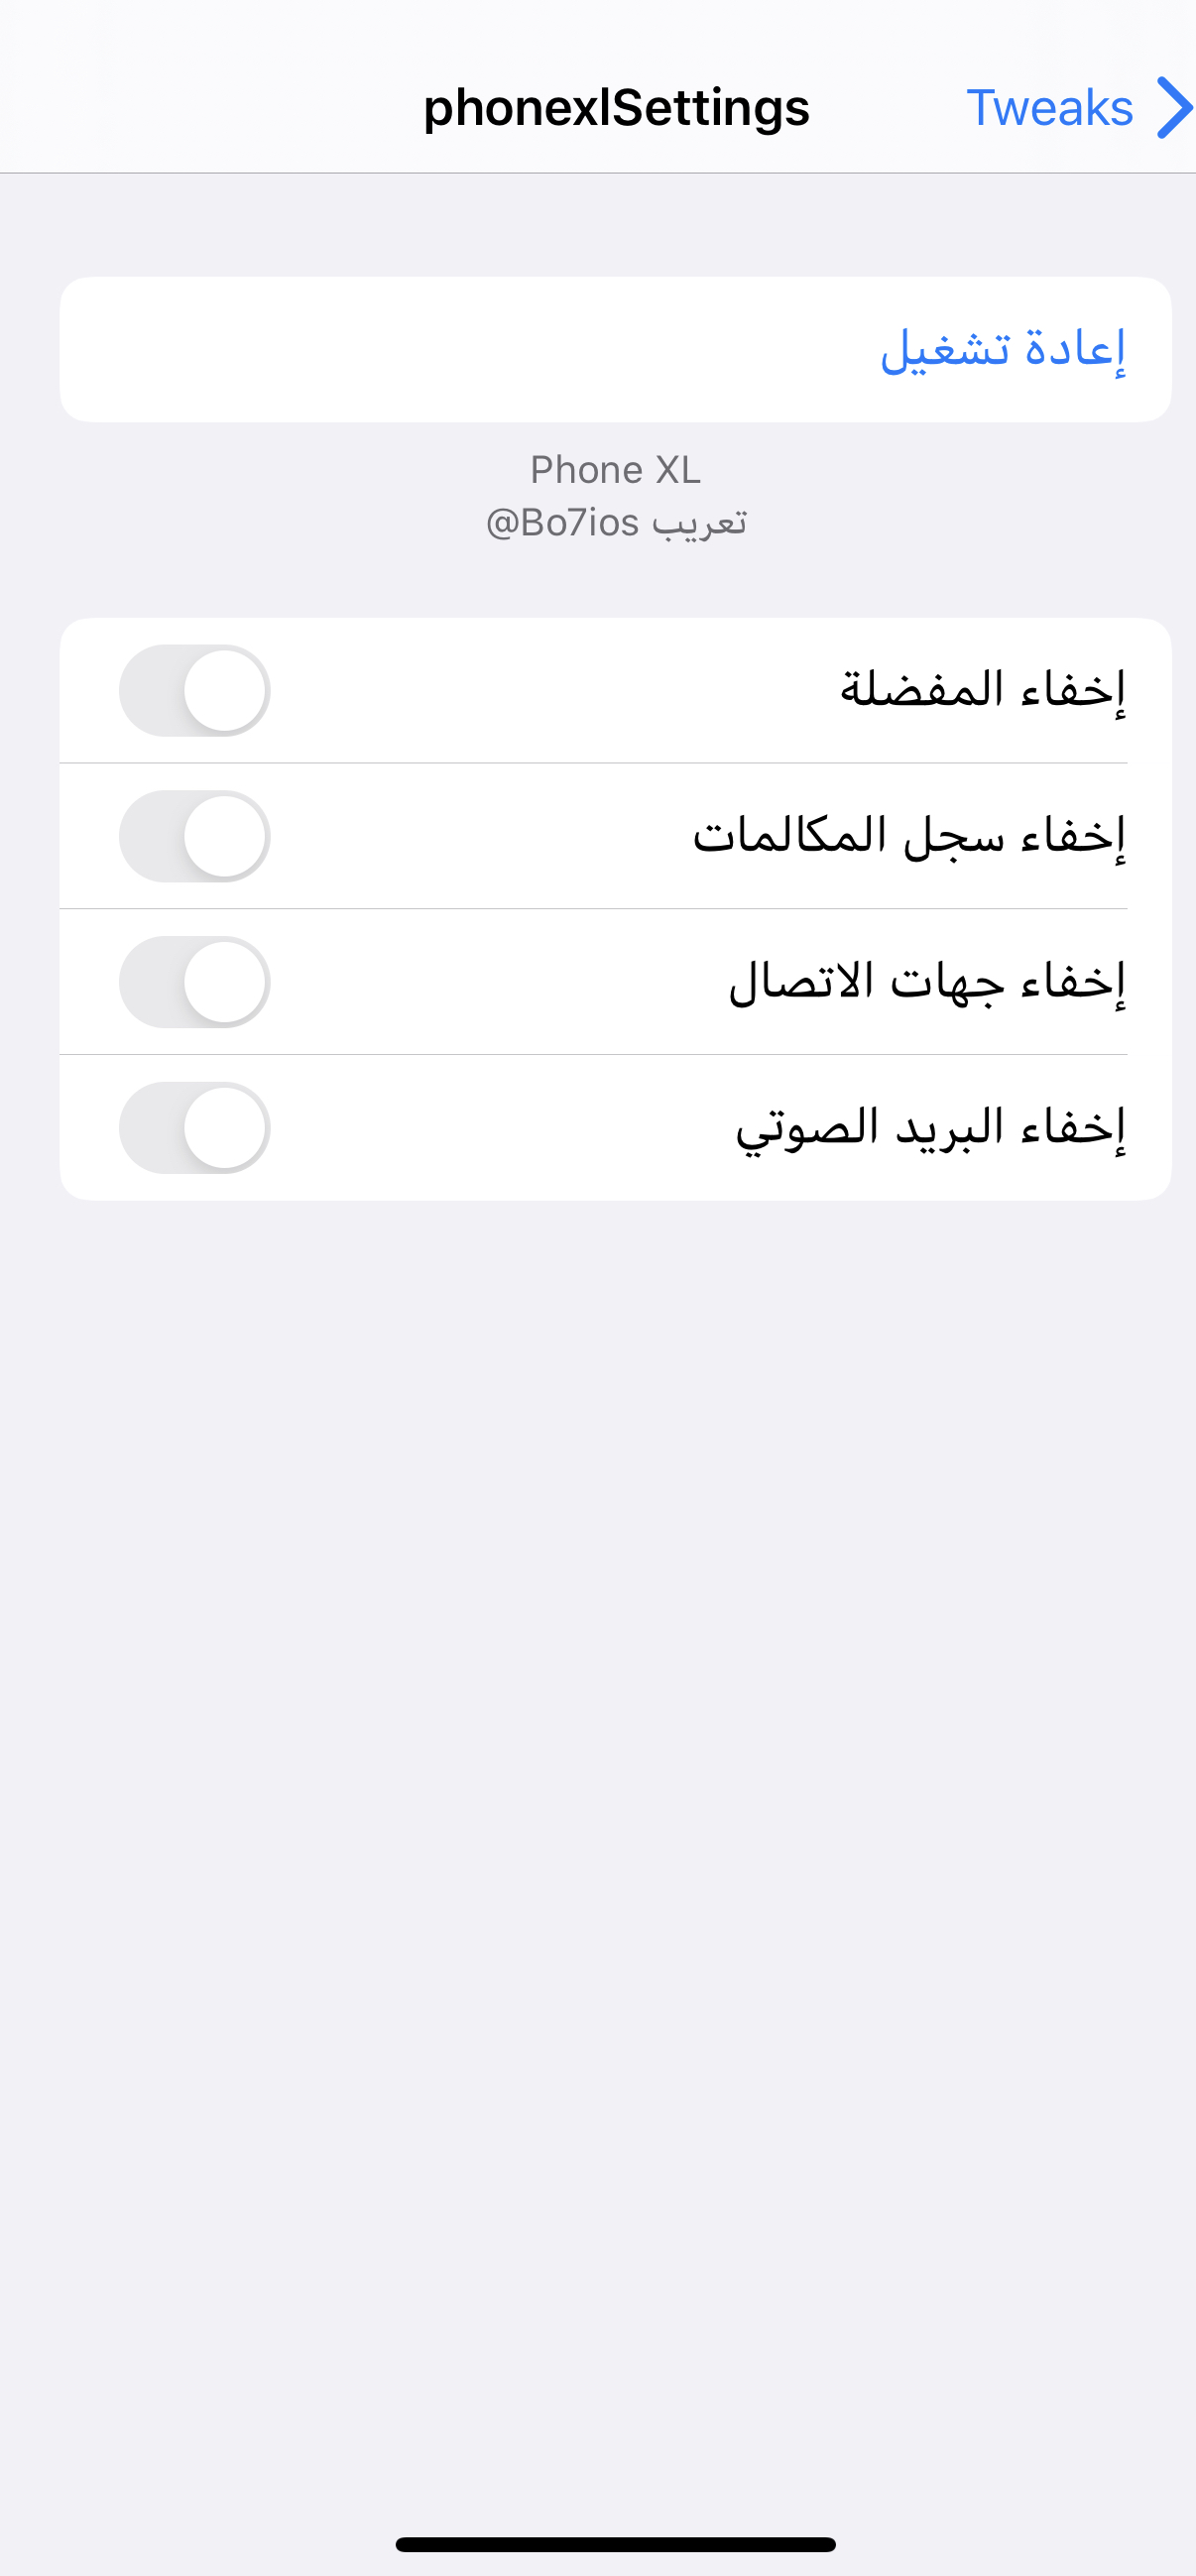 phonexlSettings
Tweaks
إعادة تشغيل
Phone XL
تعريب Bo7ios@
إخفاء المفضلة
إخفاء سجل المكالمات
إخفاء جهات الاتصال
إخفاء البريد الصوتي